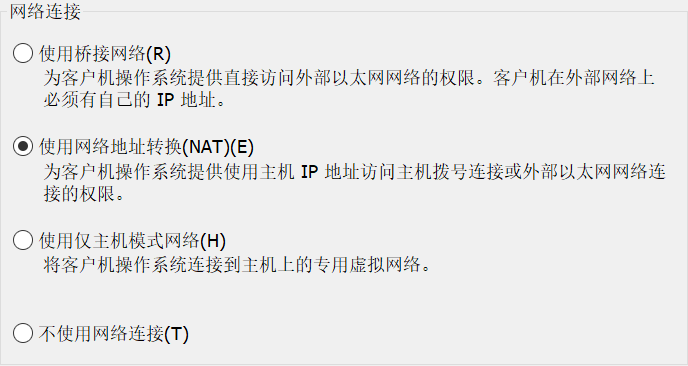 网络连接
使用桥接网络(R)
为客户机操作系统提供直接访问外部以太网网络的权限。客户机在外部网络上
必须有自己的 IP 地址。
使用网络地址转换(NAT)(E)
为客户机操作系统提供使用主机 IP 地址访问主机拨号连接或外部以太网网络连
接的权限。
使用仅主机模式网络(H)
将客户机操作系统连接到主机上的专用虚拟网络。
不使用网络连接(T)